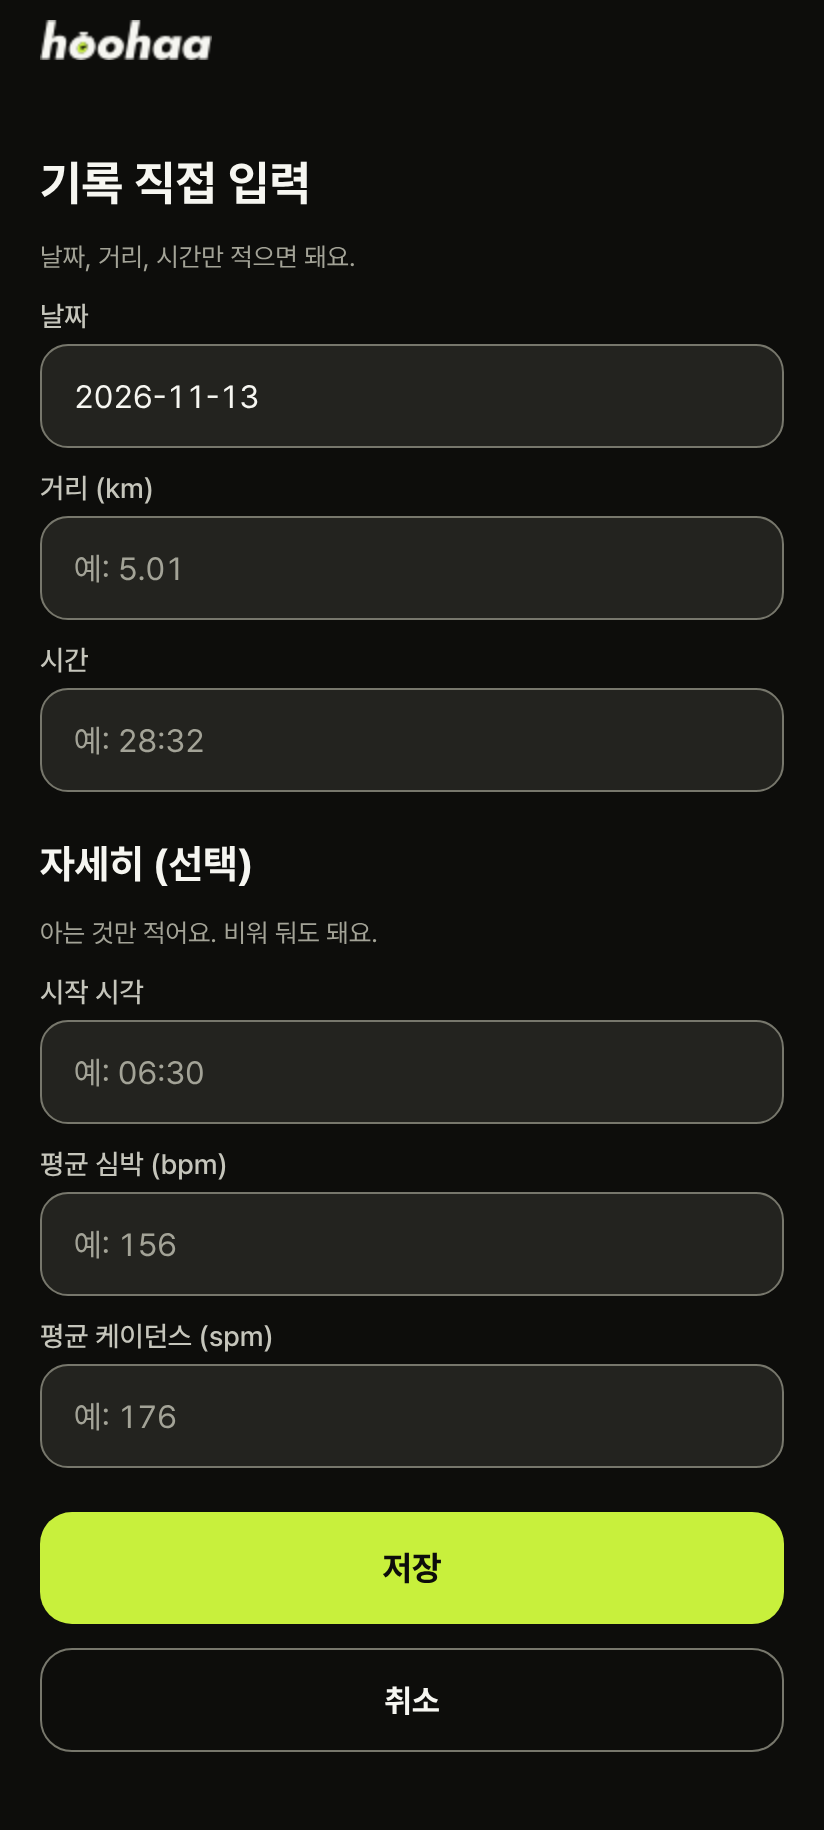 hoohaa
기록 직접 입력
날짜, 거리, 시간만 적으면 돼요.
날짜
2026-11-13
거리 (km)
예: 5.01
시간
예: 28:32
자세히 (선택)
아는 것만 적어요. 비워 둬도 돼요.
시작 시각
예: 06:30
평균 심박 (bpm)
예: 156
평균 케이던스 (spm)
예: 176
저장
취소